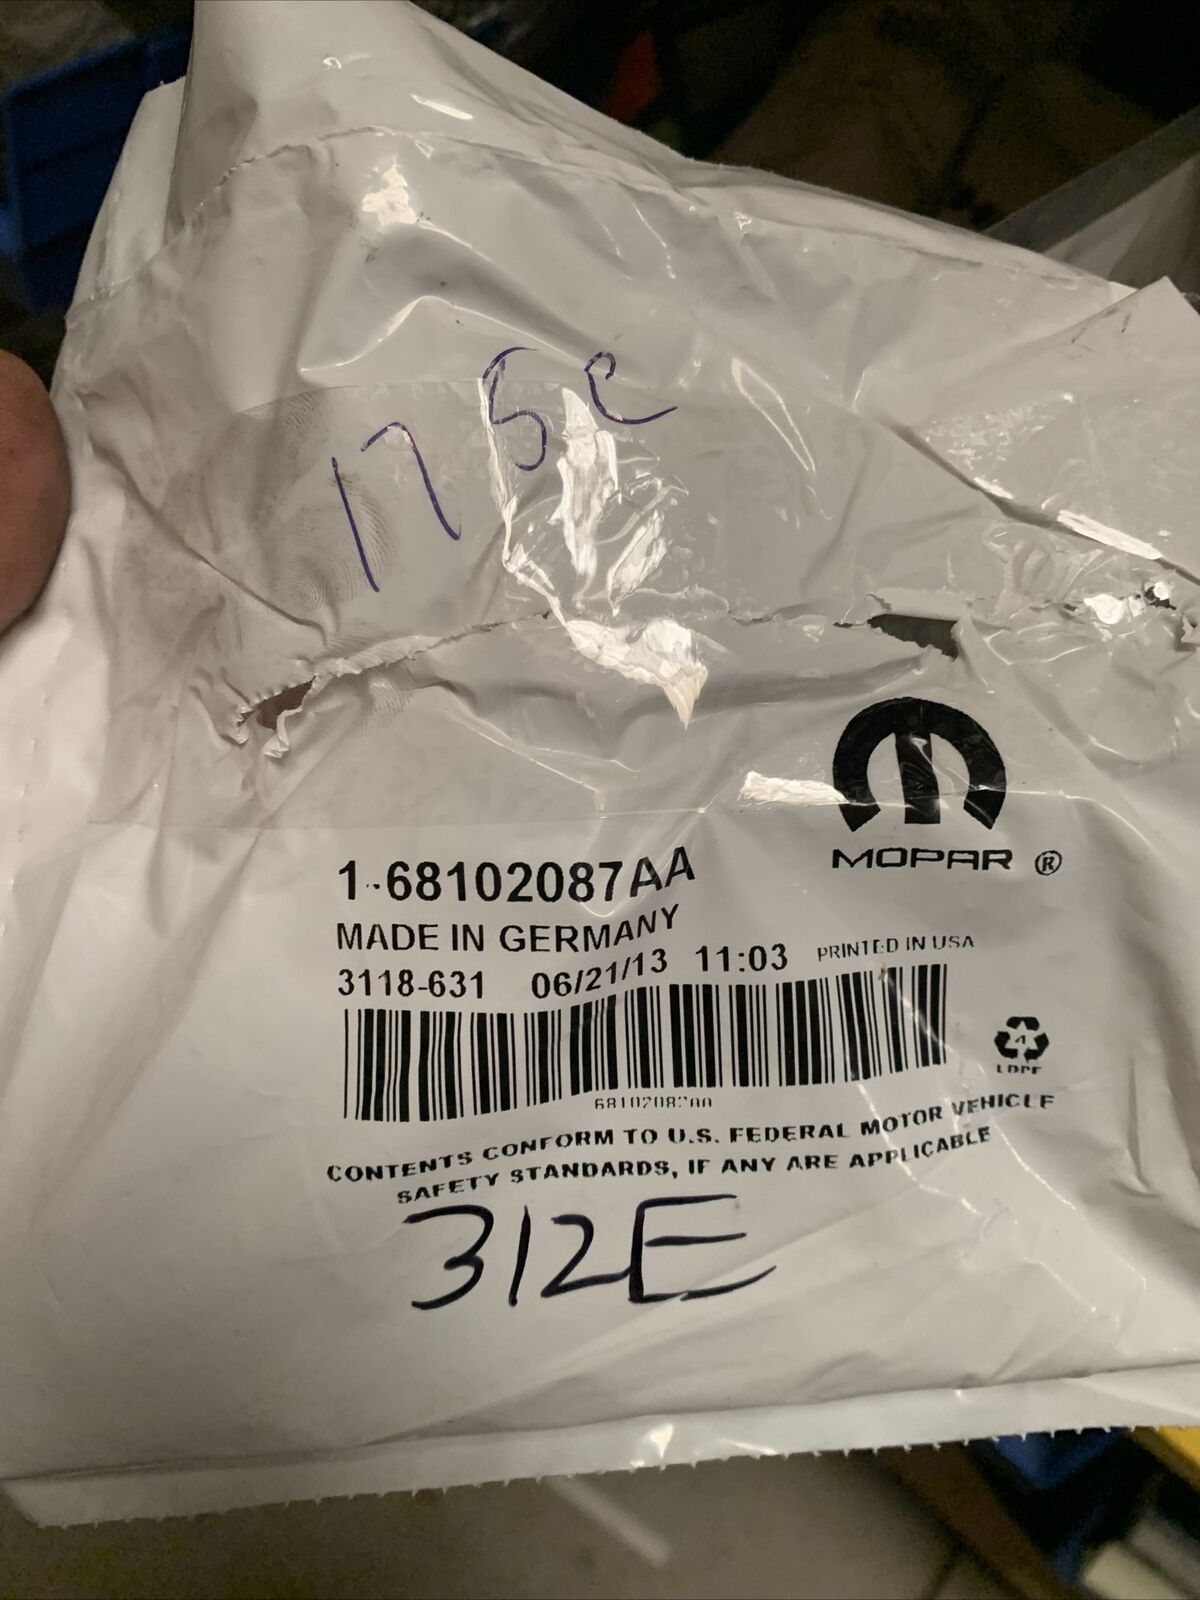 175c
MOPAR ®
1-68102087AA
MADE IN GERMANY
3118-631 06/21/13 11:03 PRINTED IN USA
68102087AA
4
LDPE
CONTENTS CONFORM TO U.S. FEDERAL MOTOR VEHICLE
SAFETY STANDARDS, IF ANY ARE APPLICABLE
312E